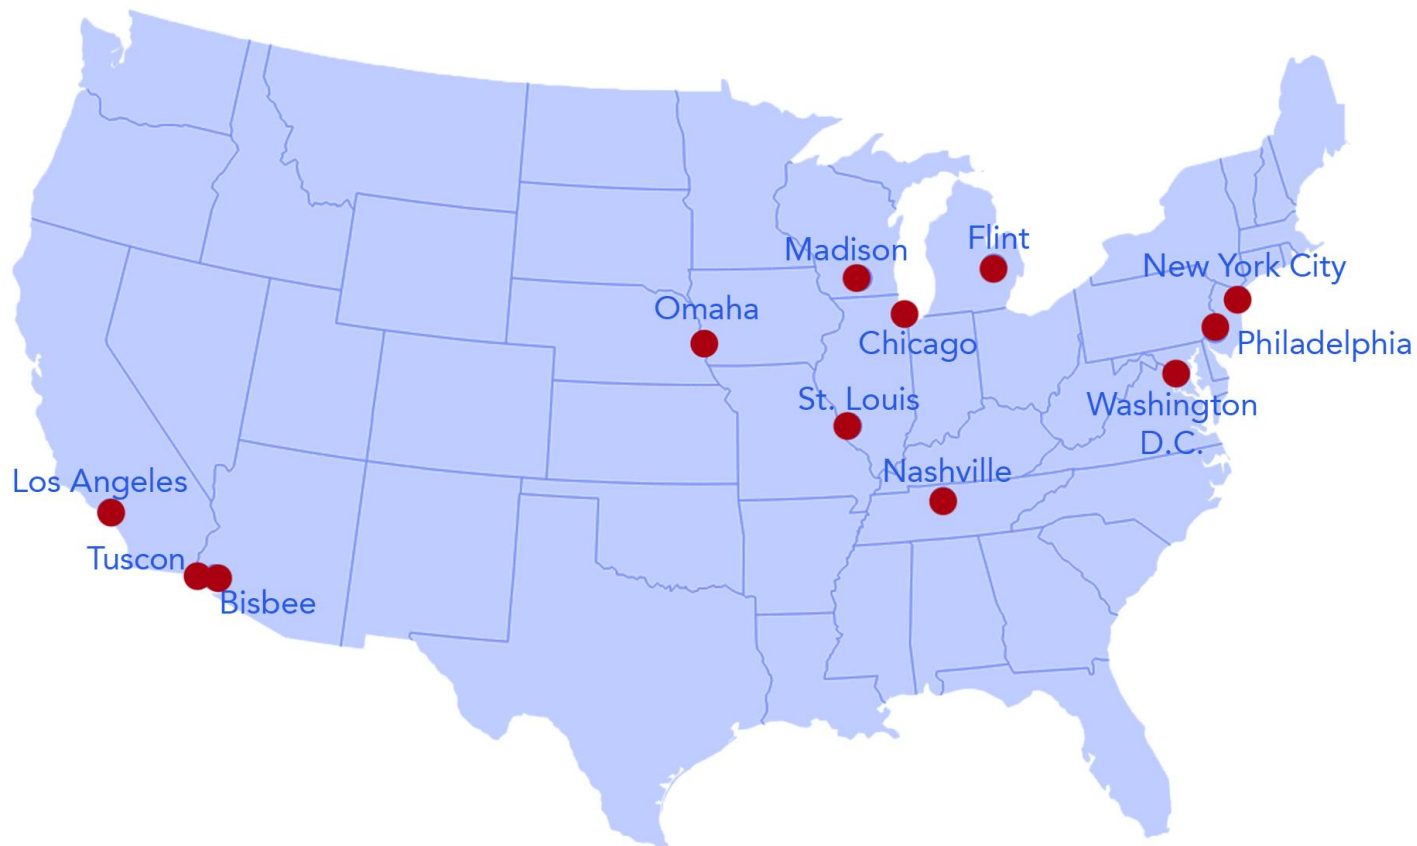 Flint
Madison
New York City
Omaha
Chicago
Philadelphia
St. Louis
Washington
D.C.
Nashville
Los Angeles
Tuscon
Bisbee